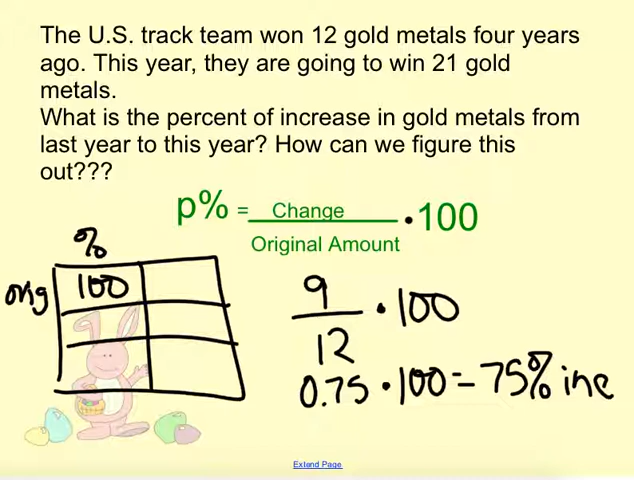 The U.S. track team won 12 gold metals four years
ago. This year, they are going to win 21 gold
metals.
What is the percent of increase in gold metals from
last year to this year? How can we figure this
out???
p% = Change •100
Original Amount
%
orig 100
9
12
• 100
0.75 • 100 = 75% inc
Extend Page